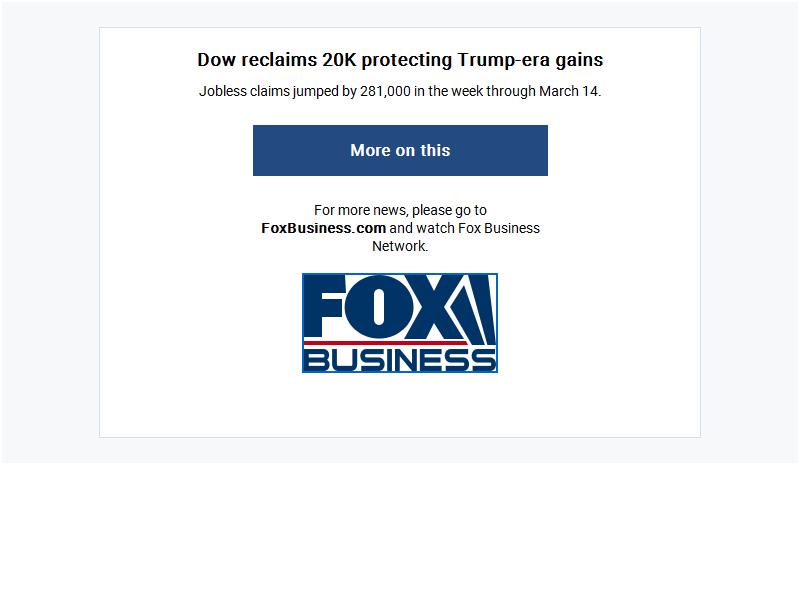 Dow reclaims 20K protecting Trump-era gains
Jobless claims jumped by 281,000 in the week through March 14.
More on this
For more news, please go to
FoxBusiness.com and watch Fox Business
Network.
FOX
BUSINESS